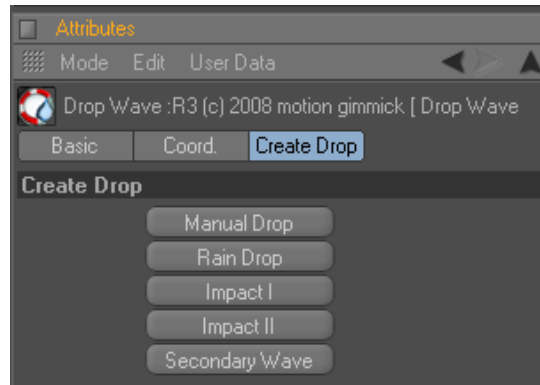 Attributes
Mode Edit User Data
Drop Wave :R3 (c) 2008 motion gimmick [ Drop Wave
Basic Coord. Create Drop
Create Drop
Manual Drop
Rain Drop
Impact I
Impact II
Secondary Wave